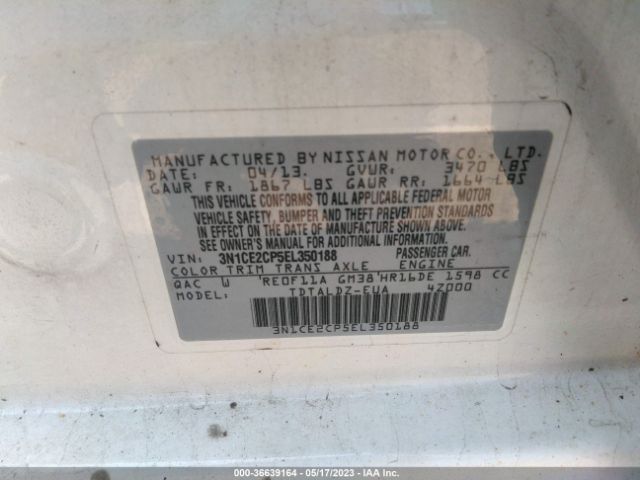 MANUFACTURED BY NISSAN MOTOR CO., LTD.
DATE: 04/13. GVWR: 3470 LBS
GAWR FR: 1867 LBS GAWR RR: 1664 LBS
THIS VEHICLE CONFORMS TO ALL APPLICABLE FEDERAL MOTOR
VEHICLE SAFETY, BUMPER AND THEFT PREVENTION STANDARDS
IN EFFECT ON THE DATE OF MANUFACTURE SHOWN ABOVE.
SEE OWNER'S MANUAL FOR ADDITIONAL INFORMATION.
VIN: 3N1CE2CP5EL350188 PASSENGER CAR.
COLOR TRIM TRANS AXLE ENGINE
QAC W RE0F11A GM38 HR16DE 1598 CC
MODEL: TDTALDZ-EUA 4Z000
3N1CE2CP5EL350188
000-36639164 - 05/17/2023 - IAA Inc.